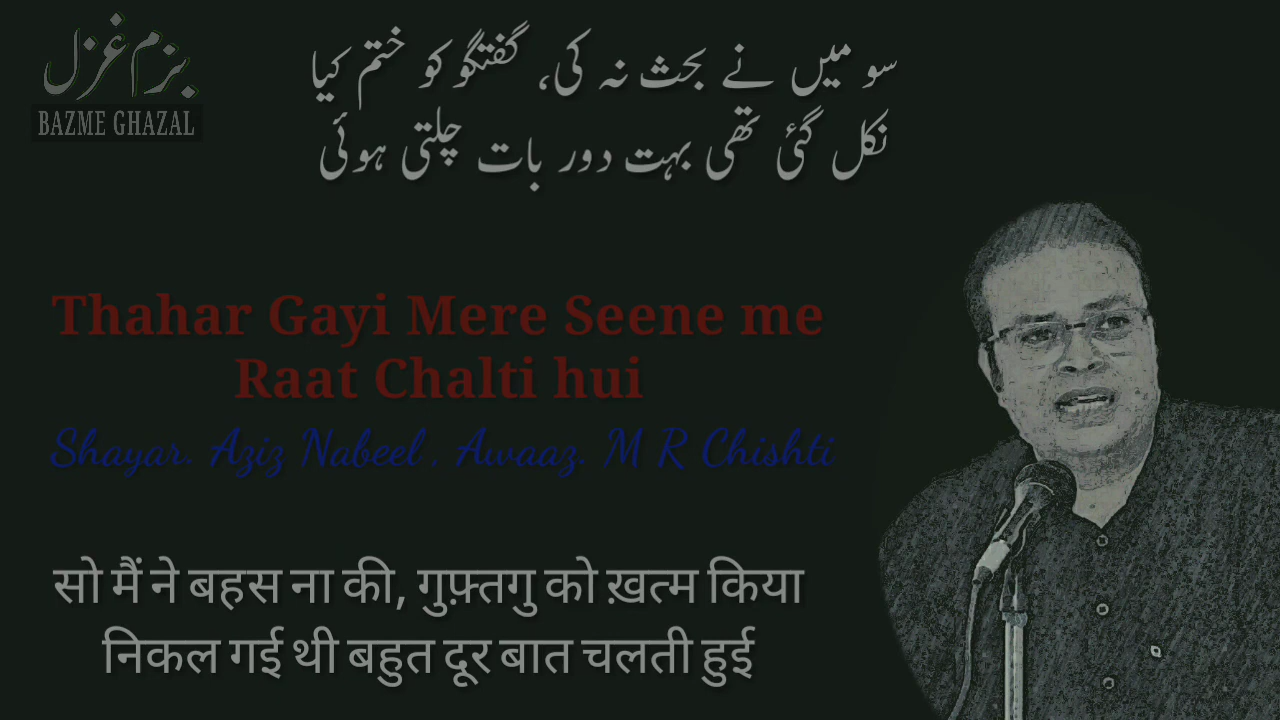 بزم غزل
BAZME GHAZAL
سو میں نے بحث نہ کی، گفتگو کو ختم کیا
نکل گئی تھی بہت دور بات چلتی ہوئی
Thahar Gayi Mere Seene me
Raat Chalti hui
Shayar. Aziz Nabeel , Awaaz. M R Chishti
सो मैं ने बहस ना की, गुफ़्तगु को ख़त्म किया
निकल गई थी बहुत दूर बात चलती हुई